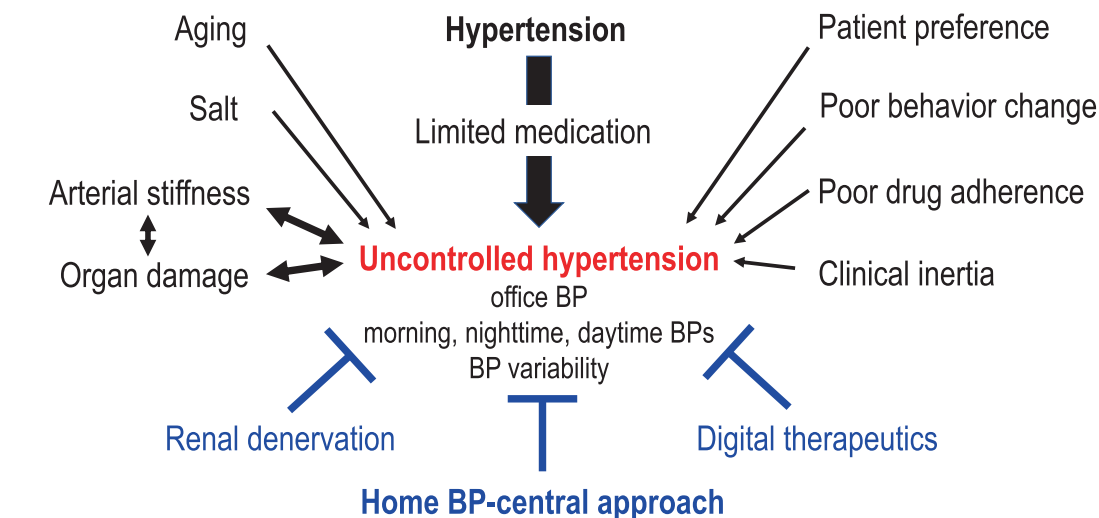 Aging
Hypertension
Patient preference
Salt
Limited medication
Poor behavior change
Arterial stiffness
Poor drug adherence
Organ damage
Uncontrolled hypertension
Clinical inertia
office BP
morning, nighttime, daytime BPs
BP variability
Renal denervation
Digital therapeutics
Home BP-central approach